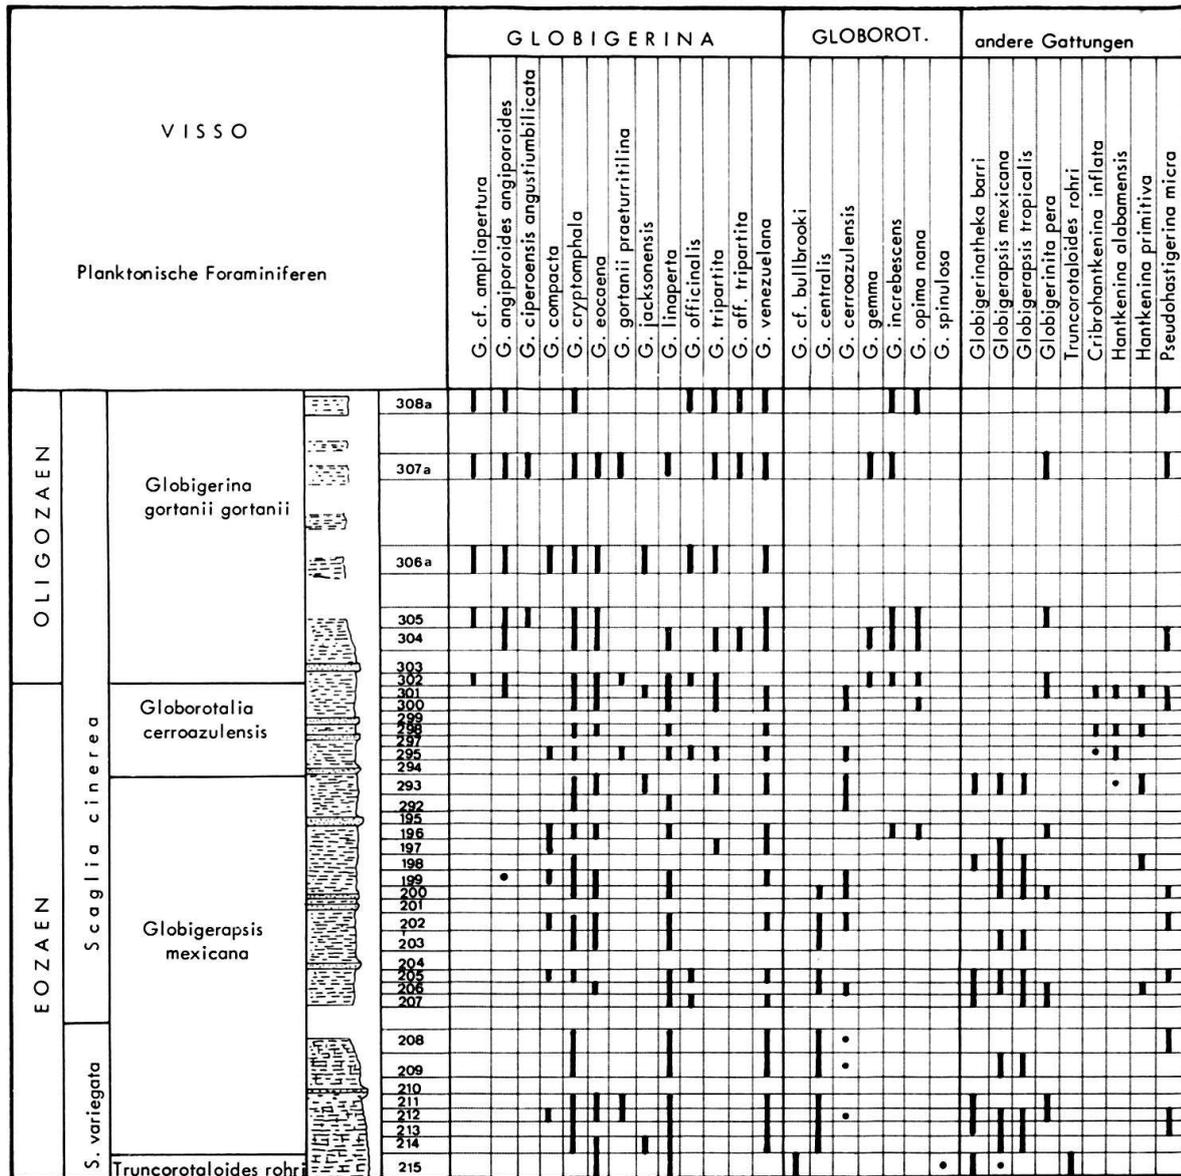 GLOBIGERINA
GLOBOROT.
andere Gattungen
VISSO
Planktonische Foraminiferen
G. cf. ampliapertura
G. angiporoides angiporoides
G. ciperoensis angustiumbilicata
G. compacta
G. cryptomphala
G. eocaena
G. gortanii praeturritilina
G. jacksonensis
G. linaperta
G. officinalis
G. tripartita
G. aff. tripartita
G. venezuelana
G. cf. bullbrooki
G. centralis
G. cerroazulensis
G. gemma
G. increbescens
G. opima nana
G. spinulosa
Globigerinatheka barri
Globigerapsis mexicana
Globigerapsis tropicalis
Globigerinita pera
Truncorotaloides rohri
Cribrohantkenina inflata
Hantkenina alabamensis
Hantkenina primitiva
Pseudohastigerina micra
OLIGOZAEN
EOZAEN
Scaglia cinerea
S. variegata
Globigerina
gortanii gortanii
Globorotalia
cerroazulensis
Globigerapsis
mexicana
Truncorotaloides rohri
308a
307a
306a
305
304
303
302
301
300
299
298
297
295
294
293
292
195
196
197
198
199
200
201
202
203
204
205
206
207
208
209
210
211
212
213
214
215